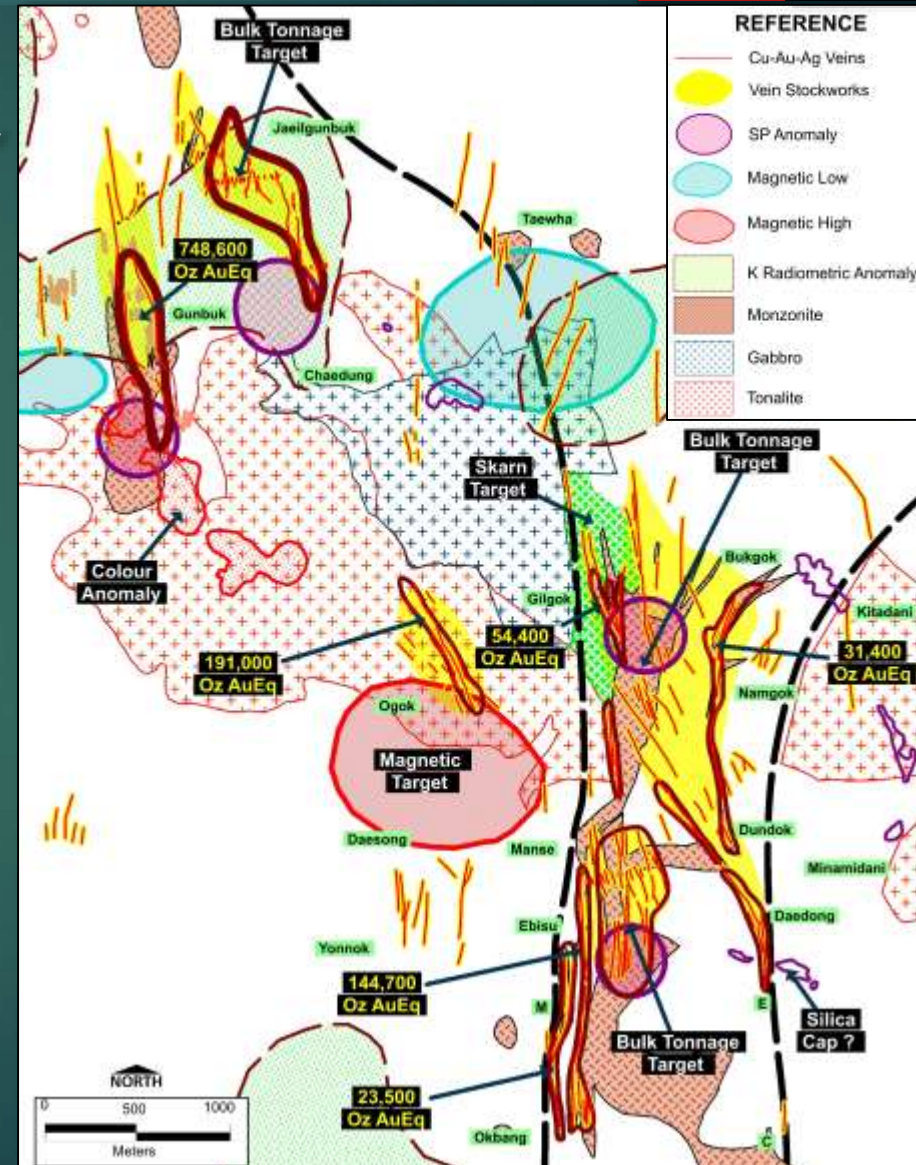 REFERENCE
Cu-Au-Ag Veins
Vein Stockworks
SP Anomaly
Magnetic Low
Magnetic High
K Radiometric Anomaly
Monzonite
Gabbro
Tonalite
Bulk Tonnage
Target
Jaeilgunbuk
Taewha
748,600
Oz AuEq
Gunbuk
Chaedung
Skarn
Target
Bulk Tonnage
Target
Colour
Anomaly
Bukgok
Gilgok
Kitadani
54,400
Oz AuEq
31,400
Oz AuEq
191,000
Oz AuEq
Namgok
Ogok
Magnetic
Target
Daesong
Manse
Dundok
Minamidani
Ebisu
Daedong
Yonnok
144,700
Oz AuEq
M
E
Silica
Cap ?
Bulk Tonnage
Target
NORTH
0 500 1000
Meters
23,500
Oz AuEq
Okbang
C